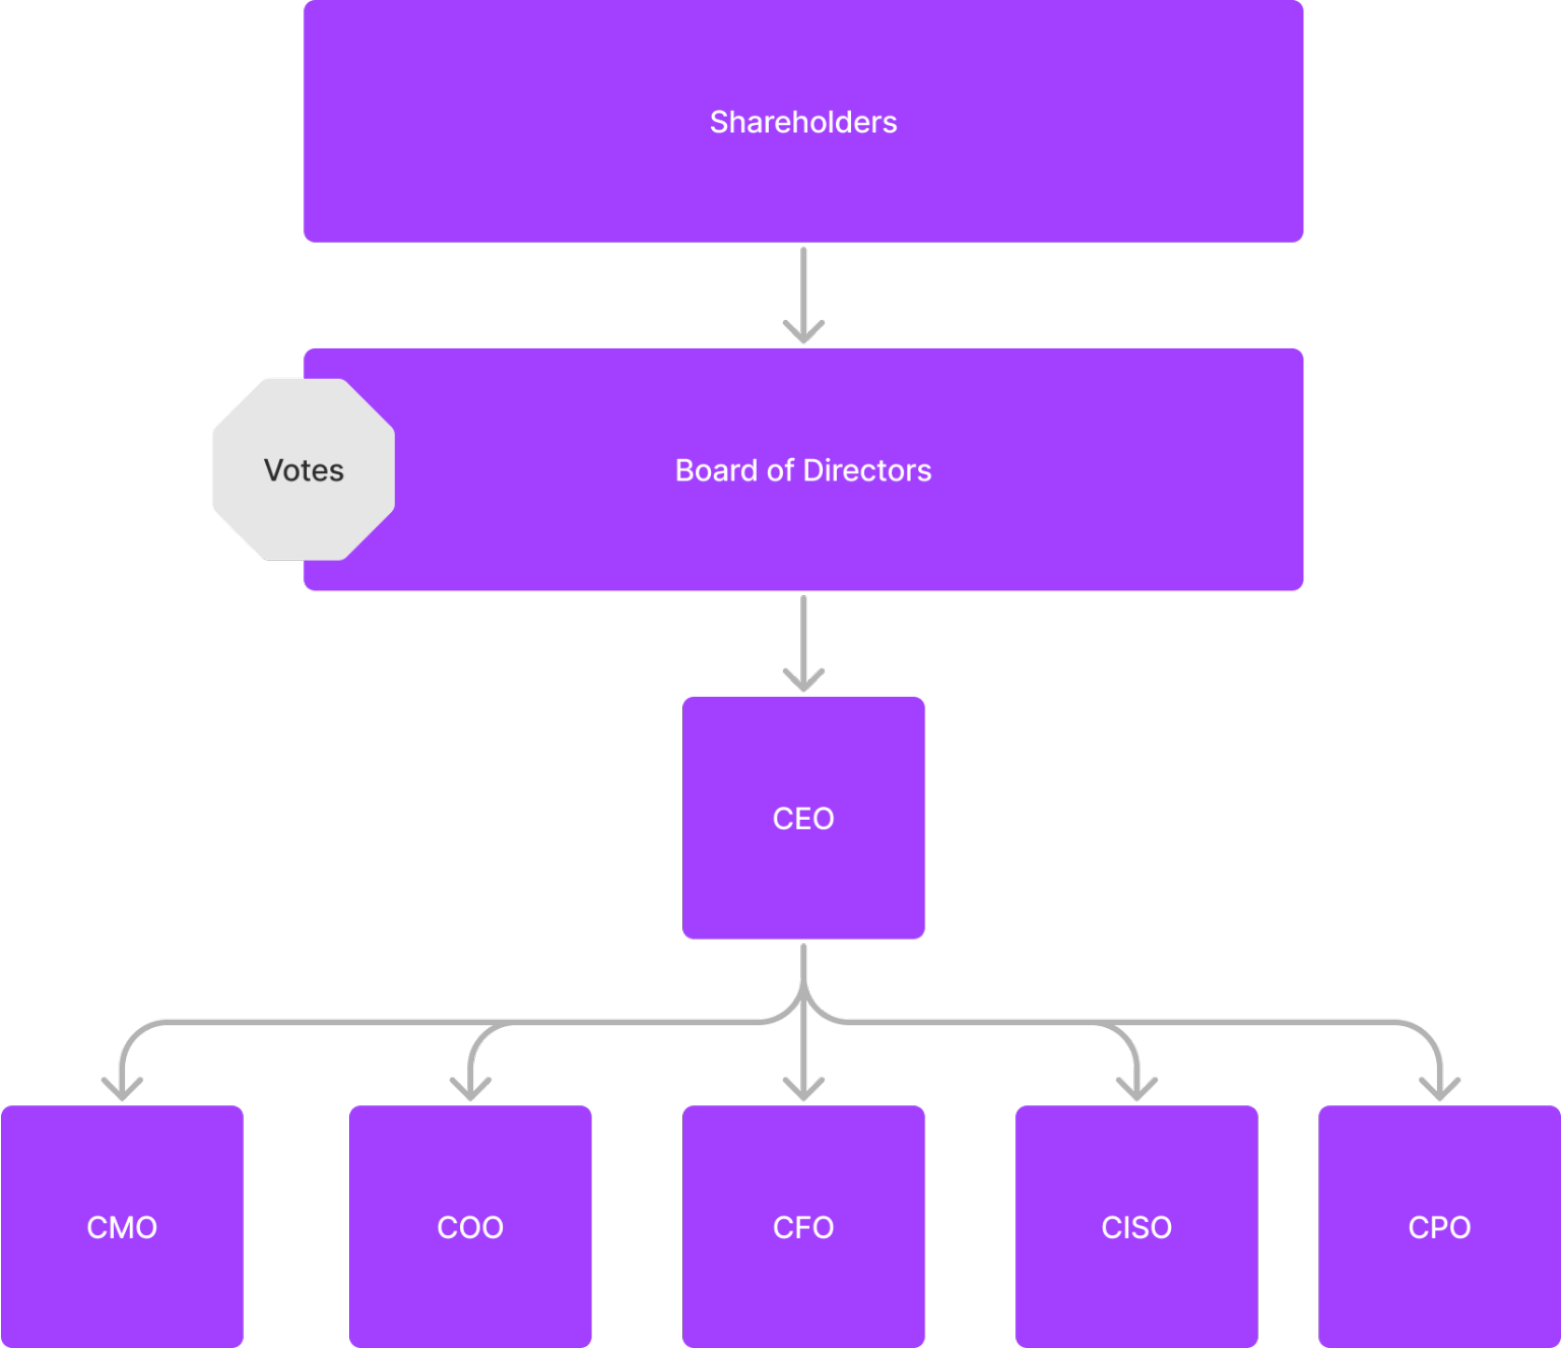 Shareholders
Votes
Board of Directors
CEO
CMO
COO
CFO
CISO
CPO